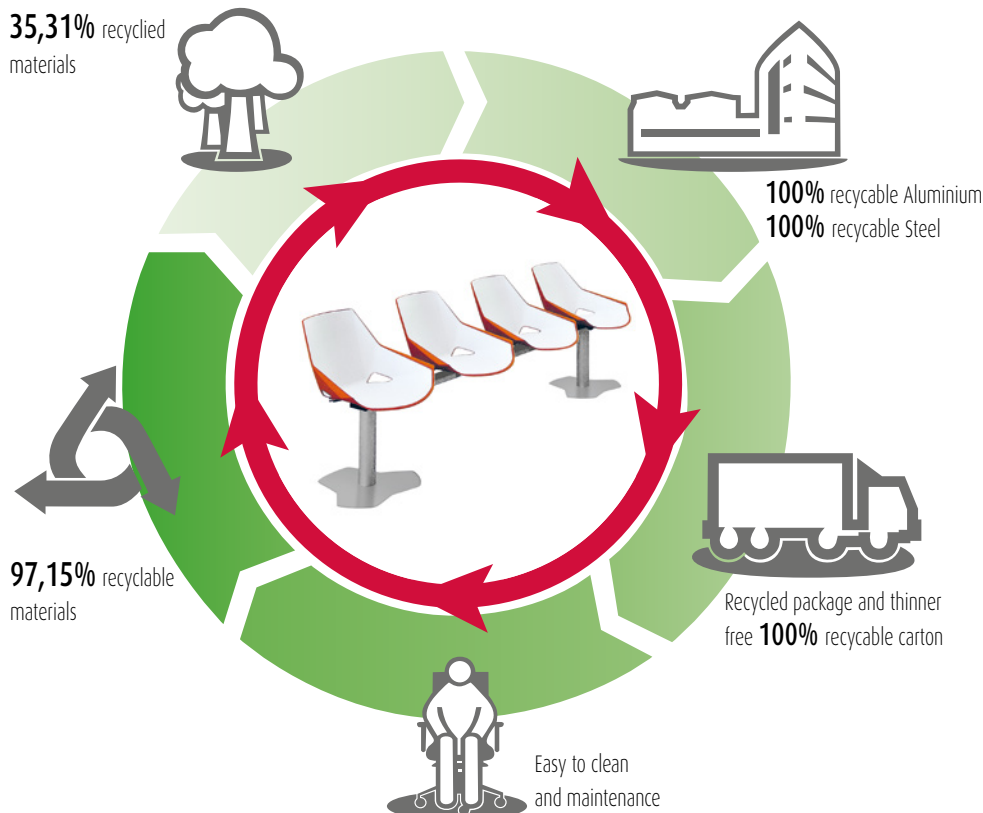 35,31% recyclied
materials
100% recycable Aluminium
100% recycable Steel
Recycled package and thinner
free 100% recycable carton
Easy to clean
and maintenance
97,15% recyclable
materials